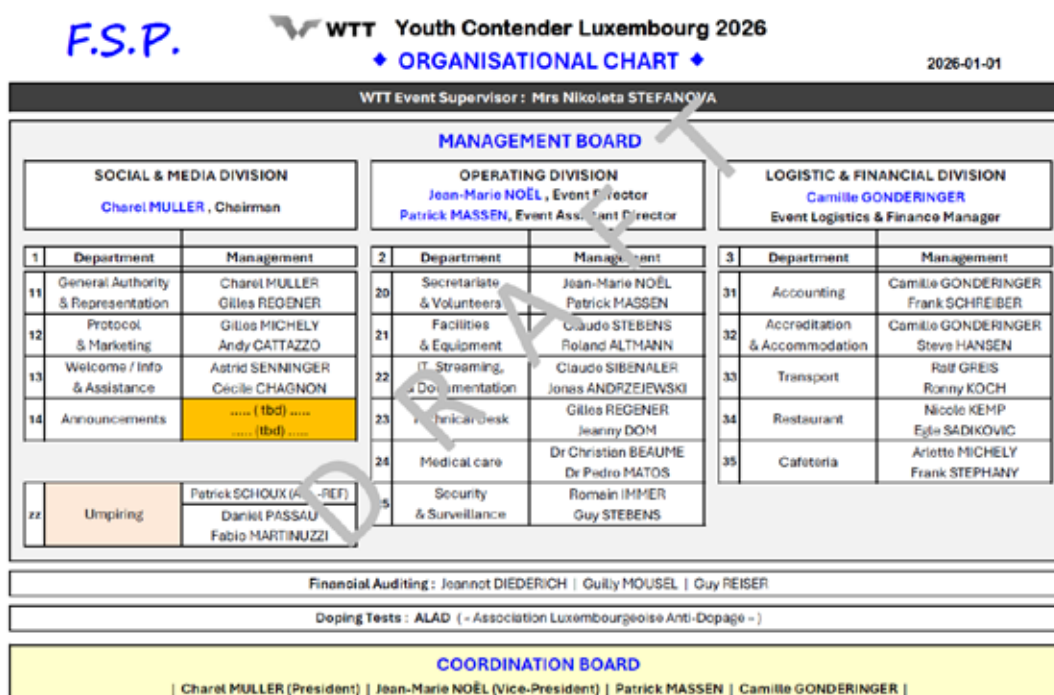 F.S.P.
WTT Youth Contender Luxembourg 2026
◆ ORGANISATIONAL CHART ◆
2026-01-01
WTT Event Supervisor : Mrs Nikoleta STEFANOVA
MANAGEMENT BOARD
SOCIAL & MEDIA DIVISION
Charel MULLER , Chairman
1 Department Management
11 General Authority & Representation Charel MULLER
Gilles REGENER
12 Protocol & Marketing Gilles MICHELY
Andy CATTAZZO
13 Welcome / Info & Assistance Astrid SENNINGER
Cécile CHAGNON
14 Announcements ..... ( tbd) .....
..... (tbd) .....
zz Umpiring Patrick SCHOUX -REF)
Daniel PASSAU
Fabio MARTINUZZI
OPERATING DIVISION
Jean-Marie NOËL , Event Director
Patrick MASSEN, Event Assistant Director
2 Department Management
20 Secretariate & Volunteers Jean-Marie NOËL
Patrick MASSEN
21 Facilities & Equipment Claude STEBENS
Roland ALTMANN
22 IT, Streaming, & Documentation Claude SIBENALER
Jonas ANDRZEJEWSKI
23 Technical Desk Gilles REGENER
Jeanny DOM
24 Medical care Dr Christian BEAUME
Dr Pedro MATOS
5 Security & Surveillance Romain IMMER
Guy STEBENS
LOGISTIC & FINANCIAL DIVISION
Camille GONDERINGER
Event Logistics & Finance Manager
3 Department Management
31 Accounting Camille GONDERINGER
Frank SCHREIBER
32 Accreditation & Accommodation Camille GONDERINGER
Steve HANSEN
33 Transport Ralf GREIS
Ronny KOCH
34 Restaurant Nicole KEMP
Egle SADIKOVIC
35 Cafeteria Arlette MICHELY
Frank STEPHANY
DRAFT
Financial Auditing : Jeannot DIEDERICH | Guilly MOUSEL | Guy REISER
Doping Tests : ALAD ( - Association Luxembourgeoise Anti-Dopage - )
COORDINATION BOARD
| Charel MULLER (President) | Jean-Marie NOËL (Vice-President) | Patrick MASSEN | Camille GONDERINGER |